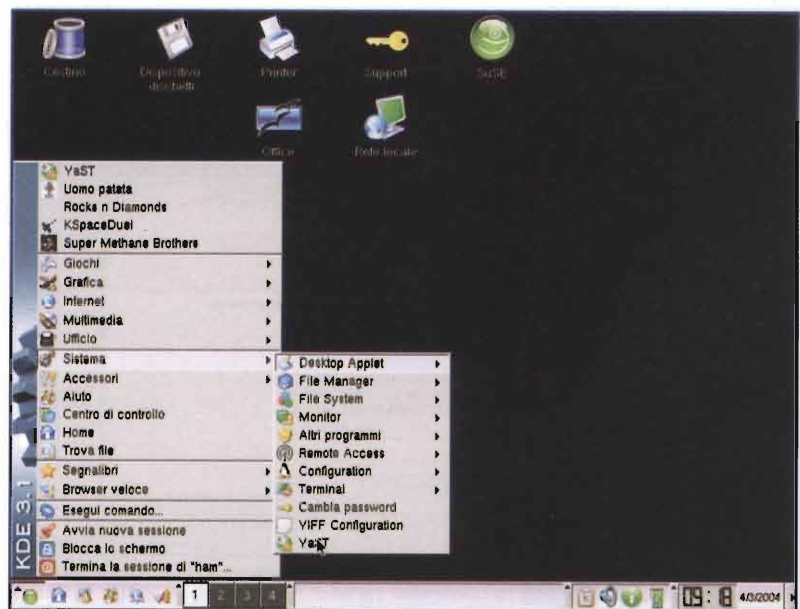 Cestino
Dispositivo
dischetti
Printer
Support
SuSE
Office
Rete locale
YaST
Uomo patata
Rocks n Diamonds
KSpaceDuel
Super Methane Brothers
Giochi
Grafica
Internet
Multimedia
Ufficio
Sistema
Accessori
Aiuto
Centro di controllo
Home
Trova file
Segnalibri
Browser veloce
Esegui comando...
Avvia nuova sessione
Blocca lo schermo
Termina la sessione di "ham"...
KDE 3.1
Desktop Applet
File Manager
File System
Monitor
Altri programmi
Remote Access
Configuration
Terminal
Cambia password
YIFF Configuration
YaST
1 2 3 4
09:18
4/3/2004